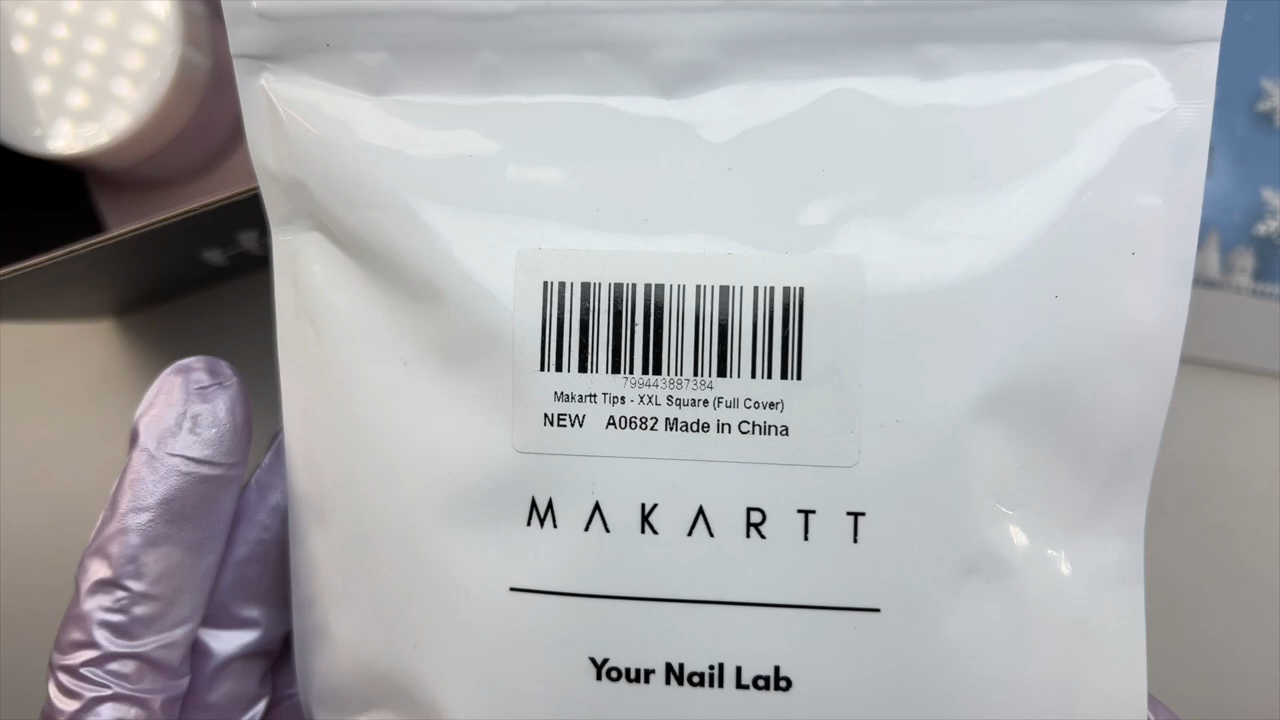 799443887384
Makartt Tips - XXL Square (Full Cover)
NEW A0682 Made in China
MAKARTT
Your Nail Lab